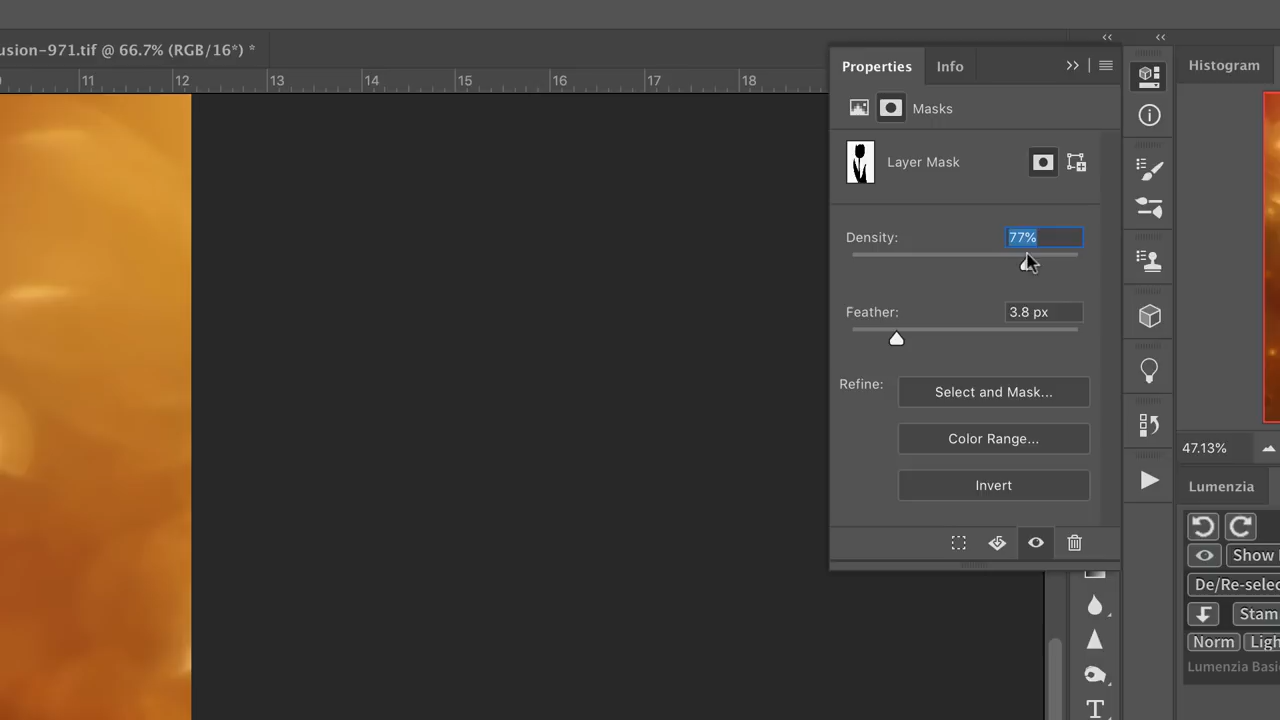 usion-971.tif @ 66.7% (RGB/16*) *
11 12 13 14 15 16 17 18
Properties Info
Masks
Layer Mask
Density: 77%
Feather: 3.8 px
Refine:
Select and Mask...
Color Range...
Invert
Histogram
47.13%
Lumenzia
Show
De/Re-selec
Stam
Norm Ligh
Lumenzia Basi
T